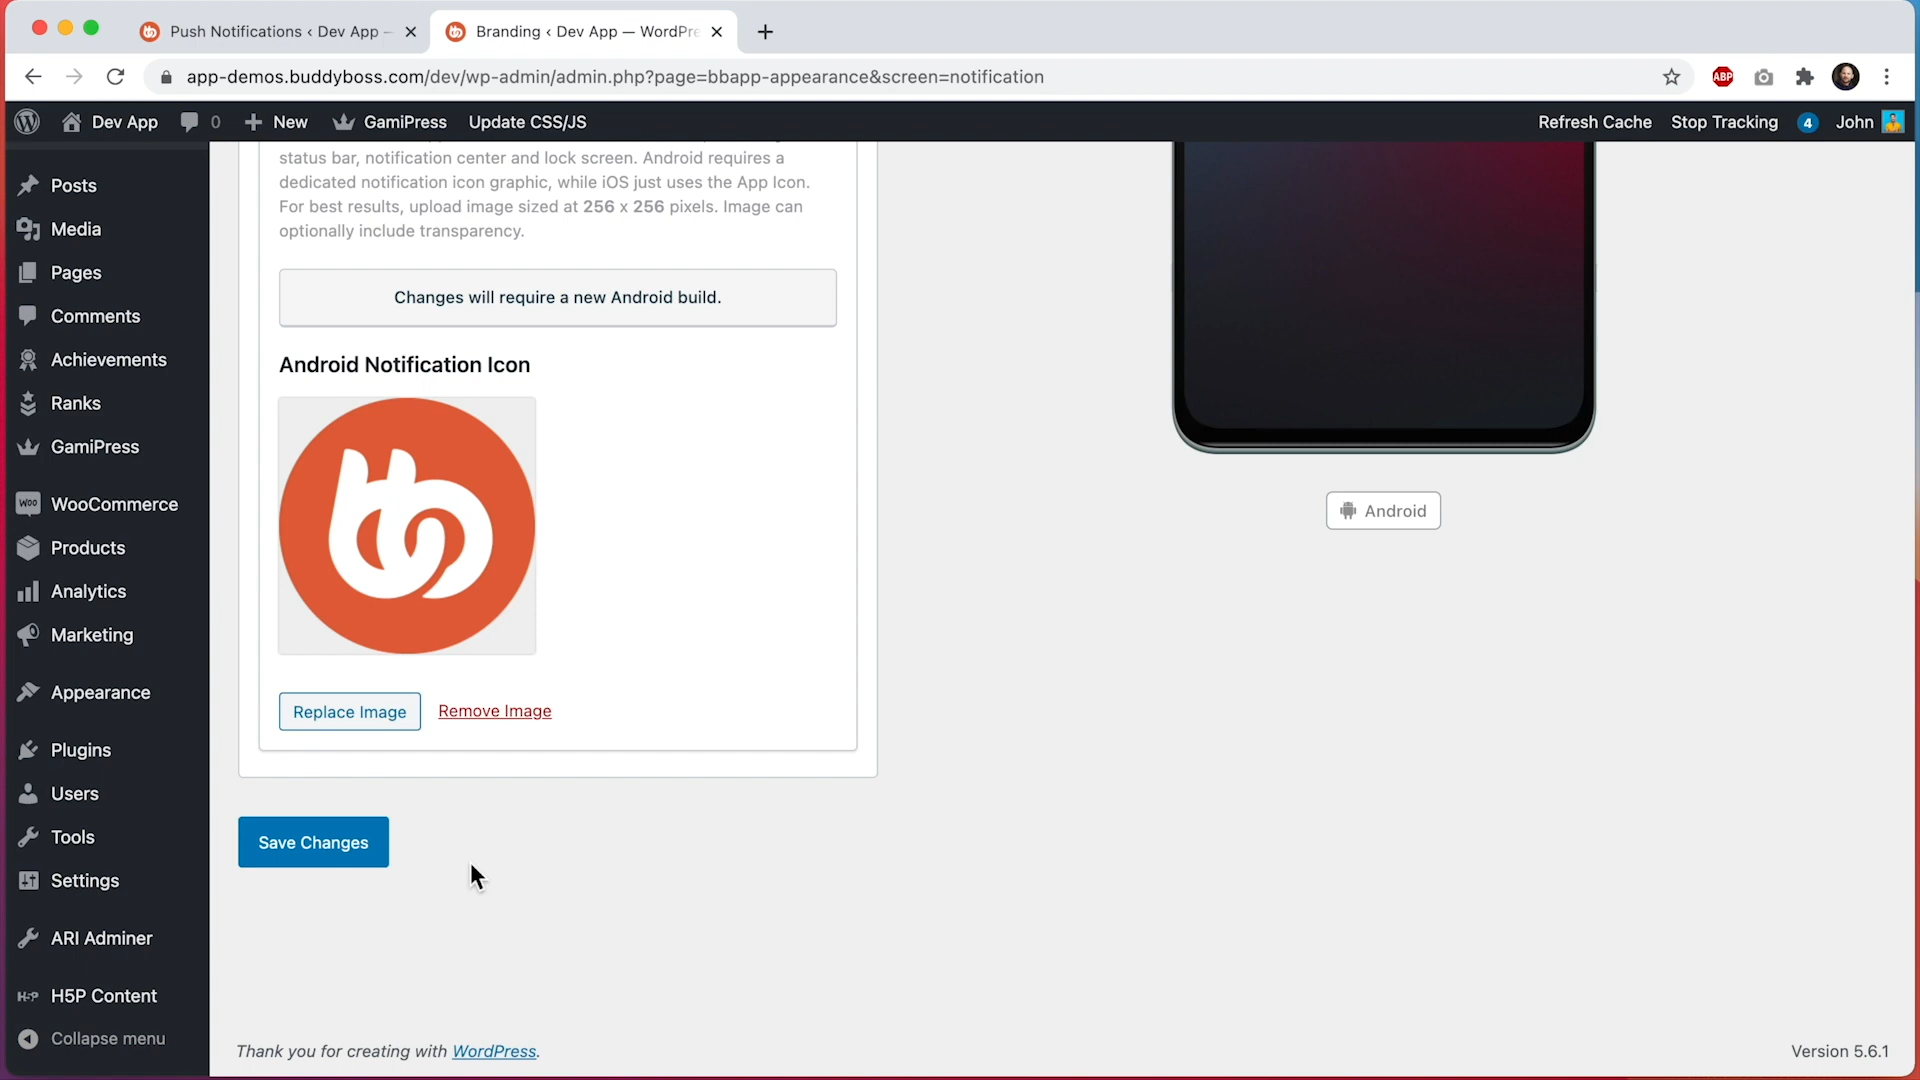 Push Notifications ‹ Dev App –
Branding ‹ Dev App — WordPre
app-demos.buddyboss.com/dev/wp-admin/admin.php?page=bbapp-appearance&screen=notification
ABP
Dev App
0
New
GamiPress
Update CSS/JS
Refresh Cache
Stop Tracking
4
John
Posts
Media
Pages
Comments
Achievements
Ranks
GamiPress
WOO
WooCommerce
Products
Analytics
Marketing
Appearance
Plugins
Users
Tools
Settings
ARI Adminer
H5P
H5P Content
Collapse menu
status bar, notification center and lock screen. Android requires a
dedicated notification icon graphic, while iOS just uses the App Icon.
For best results, upload image sized at 256 x 256 pixels. Image can
optionally include transparency.
Changes will require a new Android build.
Android Notification Icon
Replace Image
Remove Image
Save Changes
Android
Thank you for creating with WordPress.
Version 5.6.1